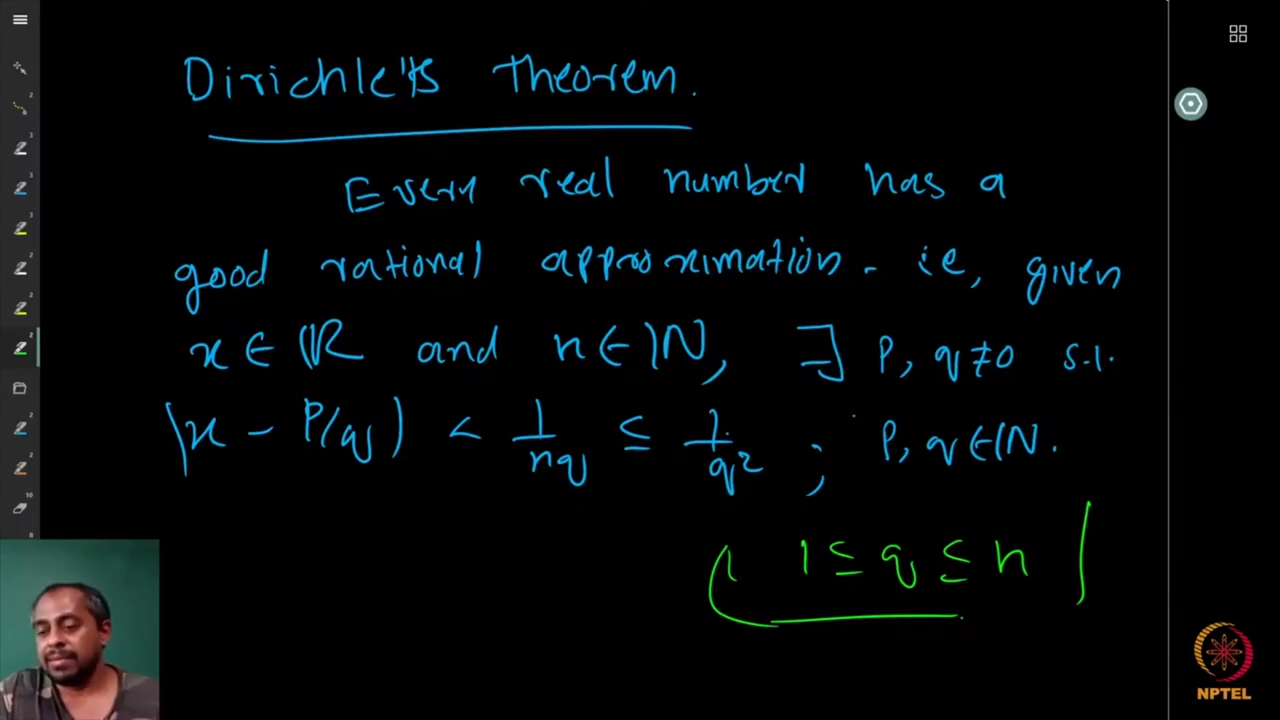 Dirichlet's theorem.
Every real number has a
good rational approximation. ie, given
x ∈ ℝ and n ∈ ℕ, ∃ p, q ≠ 0 s.t.
|x - p/q| < 1/nq ≤ 1/q² ; p, q ∈ ℕ.
( 1 ≤ q ≤ n )
NPTEL